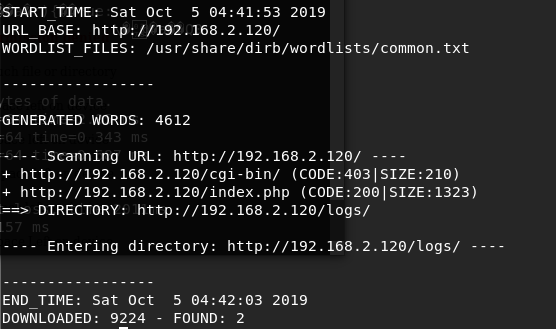 START_TIME: Sat Oct  5 04:41:53 2019
URL_BASE: http://192.168.2.120/
WORDLIST_FILES: /usr/share/dirb/wordlists/common.txt
-----------------
ytes of data.
GENERATED WORDS: 4612
=64 time=0.343 ms
---- Scanning URL: http://192.168.2.120/ ----
+ http://192.168.2.120/cgi-bin/ (CODE:403|SIZE:210)
+ http://192.168.2.120/index.php (CODE:200|SIZE:1323)
==> DIRECTORY: http://192.168.2.120/logs/
157 ms
---- Entering directory: http://192.168.2.120/logs/ ----
-----------------
END_TIME: Sat Oct  5 04:42:03 2019
DOWNLOADED: 9224 - FOUND: 2